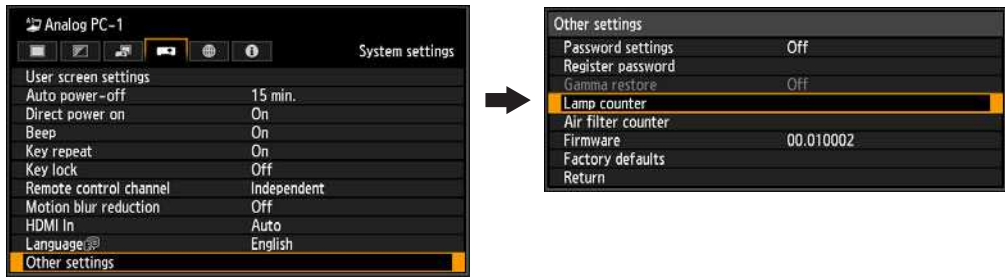 Analog PC-1
System settings
User screen settings
Auto power-off 15 min.
Direct power on On
Beep On
Key repeat On
Key lock Off
Remote control channel Independent
Motion blur reduction Off
HDMI In Auto
Language English
Other settings
Other settings
Password settings Off
Register password
Gamma restore Off
Lamp counter
Air filter counter
Firmware 00.010002
Factory defaults
Return